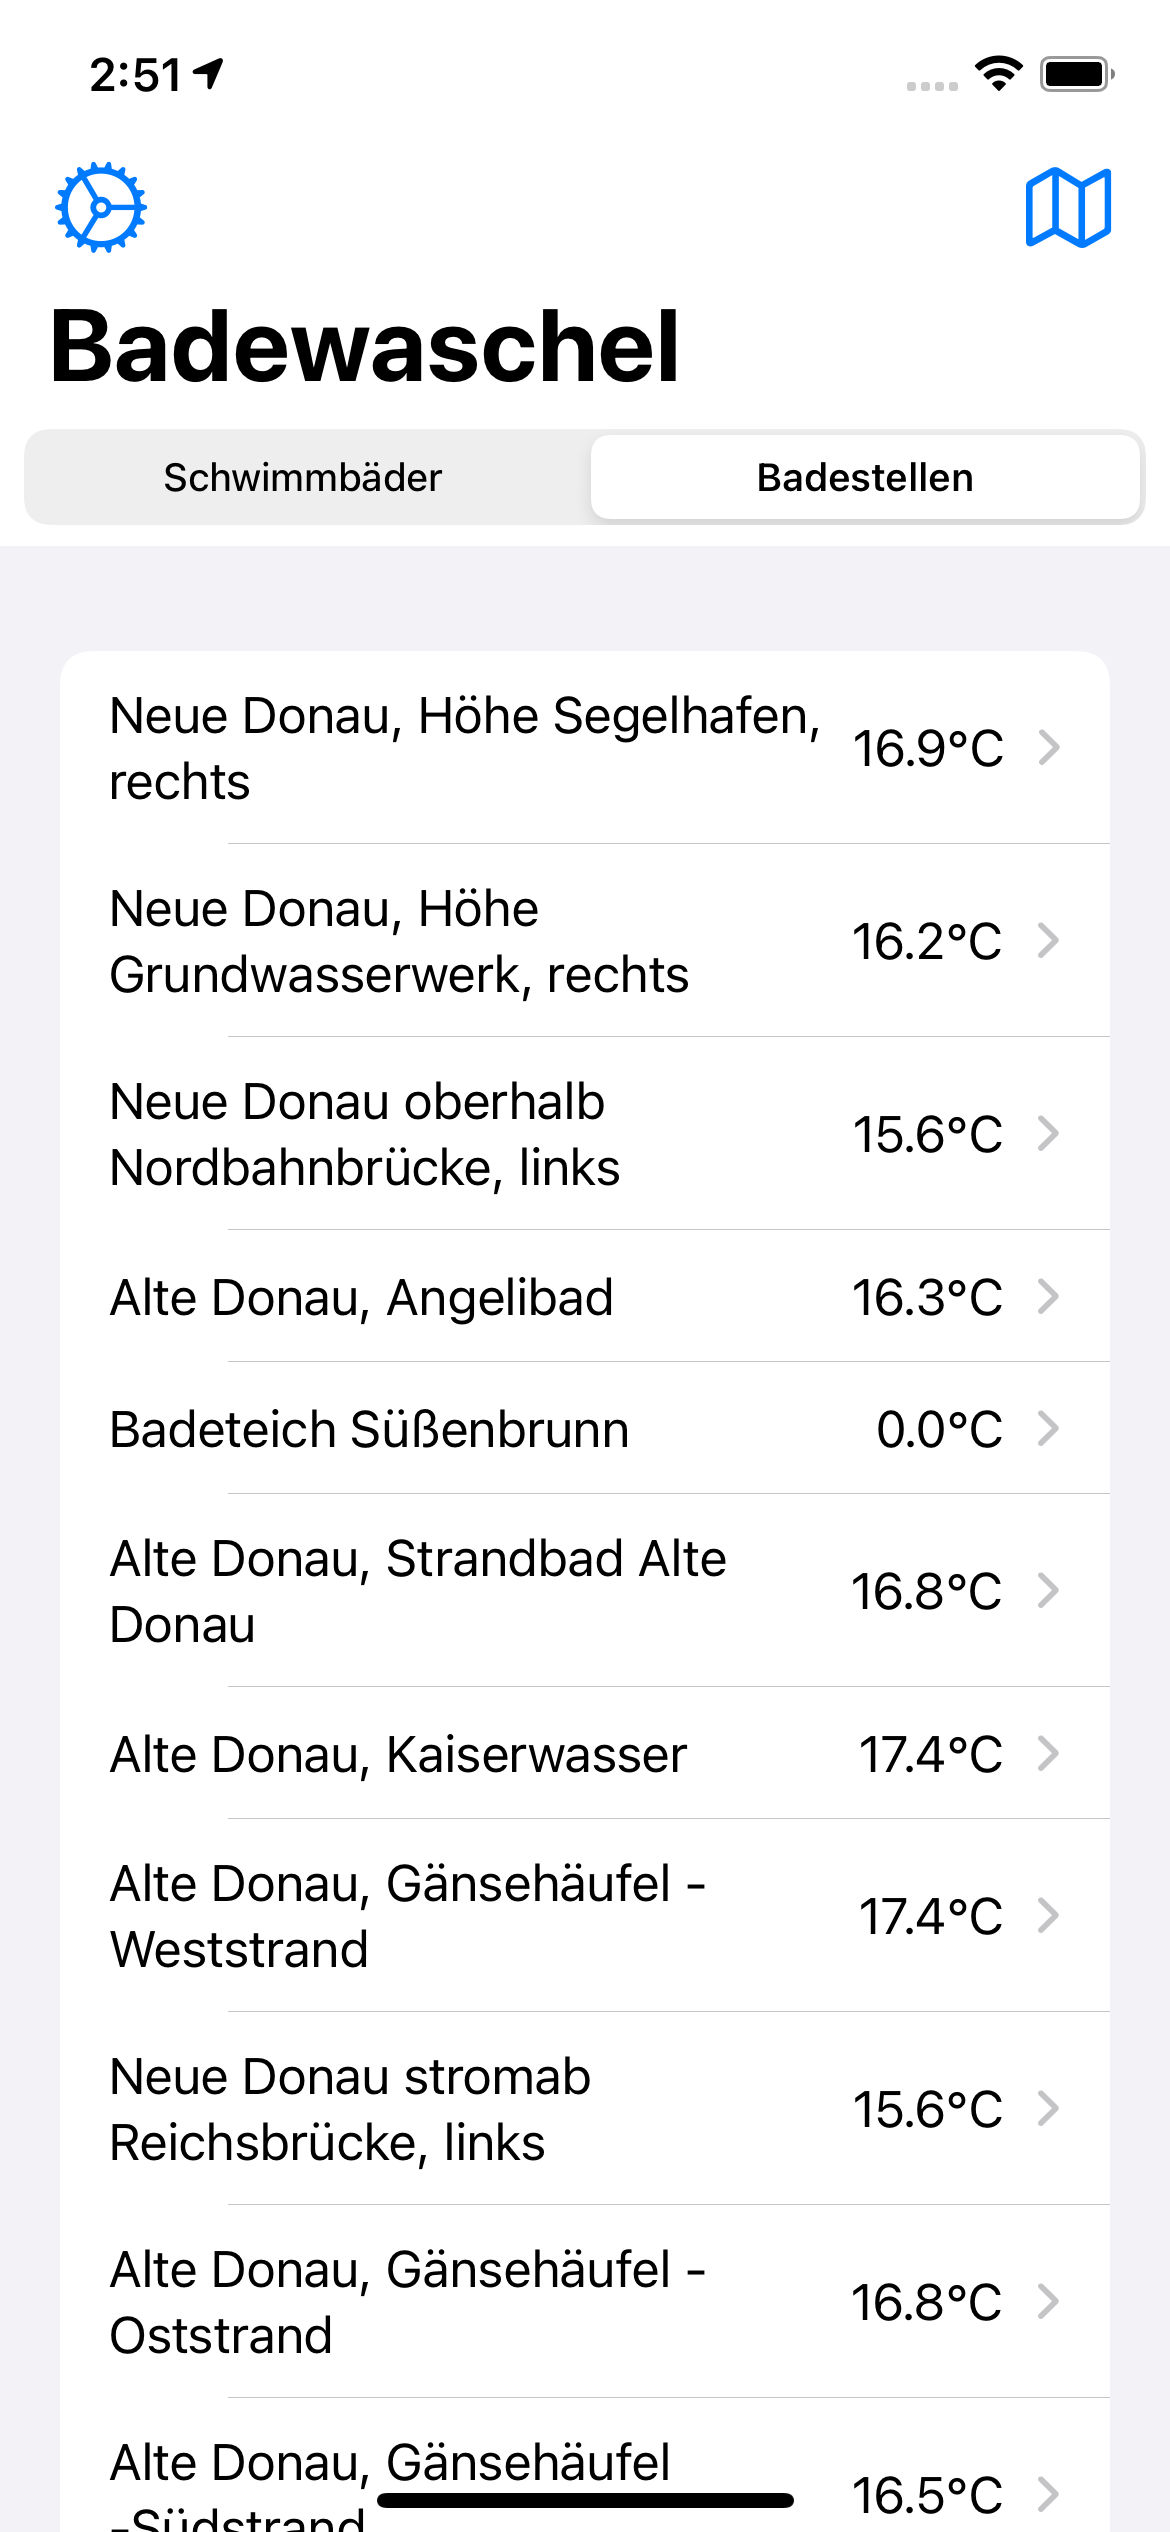 2:51
Badewaschel
Schwimmbäder Badestellen
Neue Donau, Höhe Segelhafen,
rechts
16.9°C
Neue Donau, Höhe
Grundwasserwerk, rechts
16.2°C
Neue Donau oberhalb
Nordbahnbrücke, links
15.6°C
Alte Donau, Angelibad 16.3°C
Badeteich Süßenbrunn 0.0°C
Alte Donau, Strandbad Alte
Donau
16.8°C
Alte Donau, Kaiserwasser 17.4°C
Alte Donau, Gänsehäufel -
Weststrand
17.4°C
Neue Donau stromab
Reichsbrücke, links
15.6°C
Alte Donau, Gänsehäufel -
Oststrand
16.8°C
Alte Donau, Gänsehäufel
-Südstrand
16.5°C